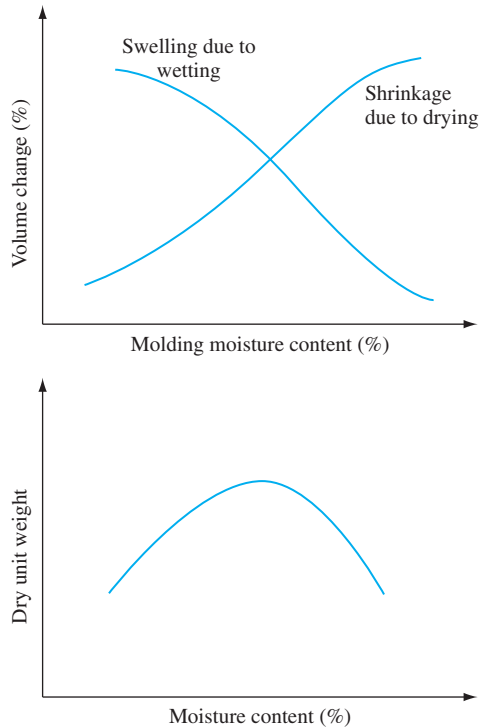 Swelling due to
wetting
Shrinkage
due to drying
Volume change (%)
Molding moisture content (%)
Dry unit weight
Moisture content (%)